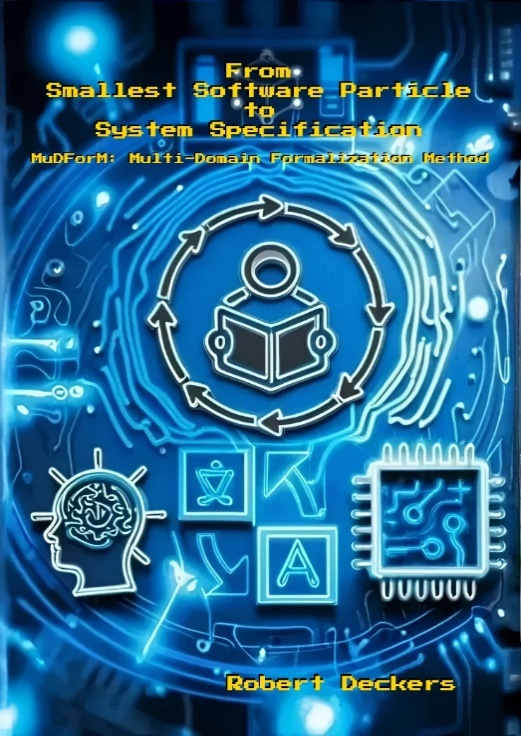 From
Smallest Software Particle
to
System Specification
MuDForM: Multi-Domain Formalization Method
A
Robert Deckers